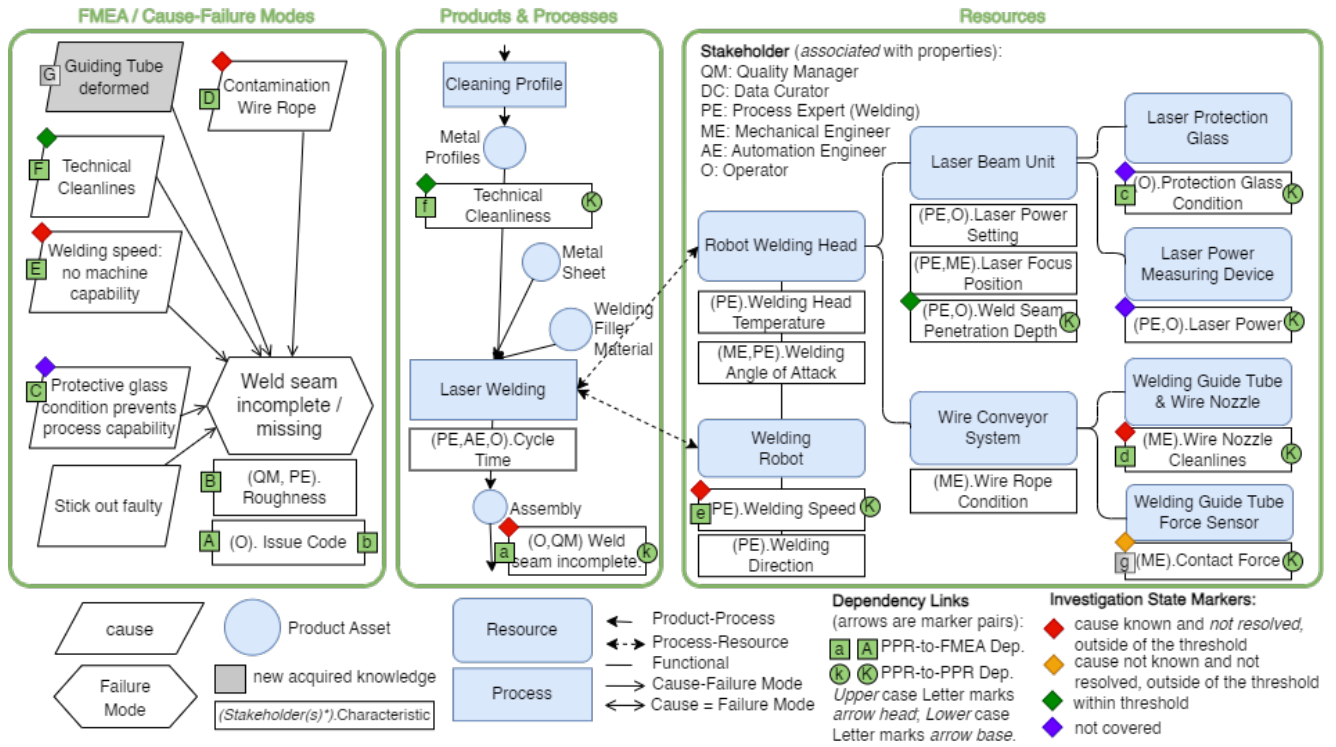 FMEA / Cause-Failure Modes
G
Guiding Tube
deformed
D
Contamination
Wire Rope
F
Technical
Cleanlines
E
Welding speed:
no machine
capability
C
Protective glass
condition prevents
process capability
Stick out faulty
Weld seam
incomplete /
missing
B
(QM, PE).
Roughness
A
(O). Issue Code
b
Products & Processes
Cleaning Profile
Metal
Profiles
f
Technical
Cleanliness
K
Metal
Sheet
Welding
Filler
Material
Laser Welding
(PE,AE,O).Cycle
Time
Assembly
a
(O,QM) Weld
seam incomplete.
k
Resources
Stakeholder (associated with properties):
QM: Quality Manager
DC: Data Curator
PE: Process Expert (Welding)
ME: Mechanical Engineer
AE: Automation Engineer
O: Operator
Robot Welding Head
(PE).Welding Head
Temperature
(ME,PE).Welding
Angle of Attack
Welding
Robot
e
(PE).Welding Speed
K
(PE).Welding
Direction
Laser Beam Unit
(PE,O).Laser Power
Setting
(PE,ME).Laser Focus
Position
(PE,O).Weld Seam
Penetration Depth
K
Wire Conveyor
System
(ME).Wire Rope
Condition
Laser Protection
Glass
c
(O).Protection Glass
Condition
K
Laser Power
Measuring Device
(PE,O).Laser Power
K
Welding Guide Tube
& Wire Nozzle
d
(ME).Wire Nozzle
Cleanlines
K
Welding Guide Tube
Force Sensor
g
(ME).Contact Force
K
cause
Failure
Mode
Product Asset
new acquired knowledge
(Stakeholder(s)*).Characteristic
Resource
Process
Product-Process
Process-Resource
Functional
Cause-Failure Mode
Cause = Failure Mode
Dependency Links
(arrows are marker pairs):
a A PPR-to-FMEA Dep.
k K PPR-to-PPR Dep.
Upper case Letter marks
arrow head; Lower case
Letter marks arrow base.
Investigation State Markers:
cause known and not resolved,
outside of the threshold
cause not known and not
resolved, outside of the threshold
within threshold
not covered